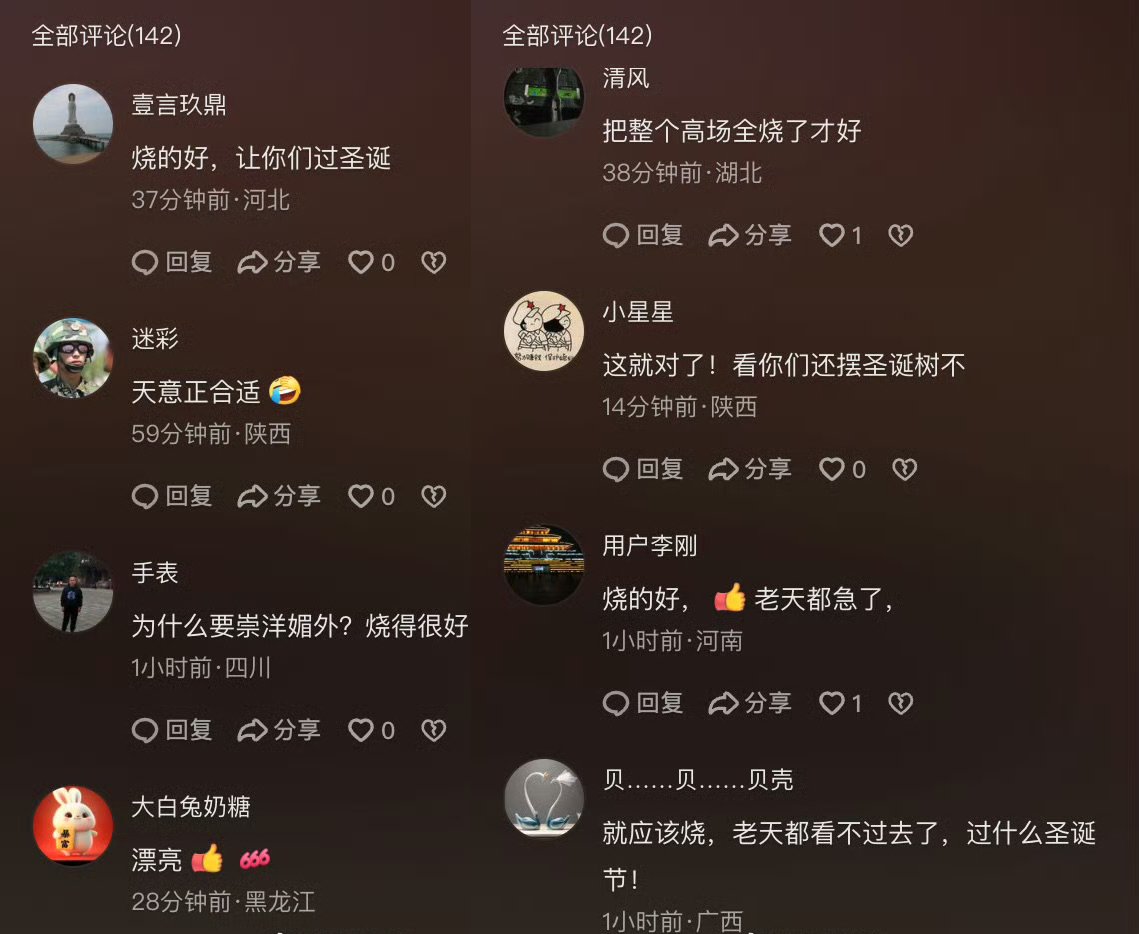 全部评论(142)
壹言玖鼎
烧的好，让你们过圣诞
37分钟前·河北
回复 分享 0
迷彩
天意正合适🤣
59分钟前·陕西
回复 分享 0
手表
为什么要崇洋媚外？烧得很好
1小时前·四川
回复 分享 0
暴富
大白兔奶糖
漂亮👍 666
28分钟前·黑龙江
全部评论(142)
清风
把整个高场全烧了才好
38分钟前·湖北
回复 分享 1
小星星
这就对了！看你们还摆圣诞树不
14分钟前·陕西
回复 分享 0
用户李刚
烧的好，👍老天都急了，
1小时前·河南
回复 分享 1
贝……贝……贝壳
就应该烧，老天都看不过去了，过什么圣诞
节！
1小时前·广西